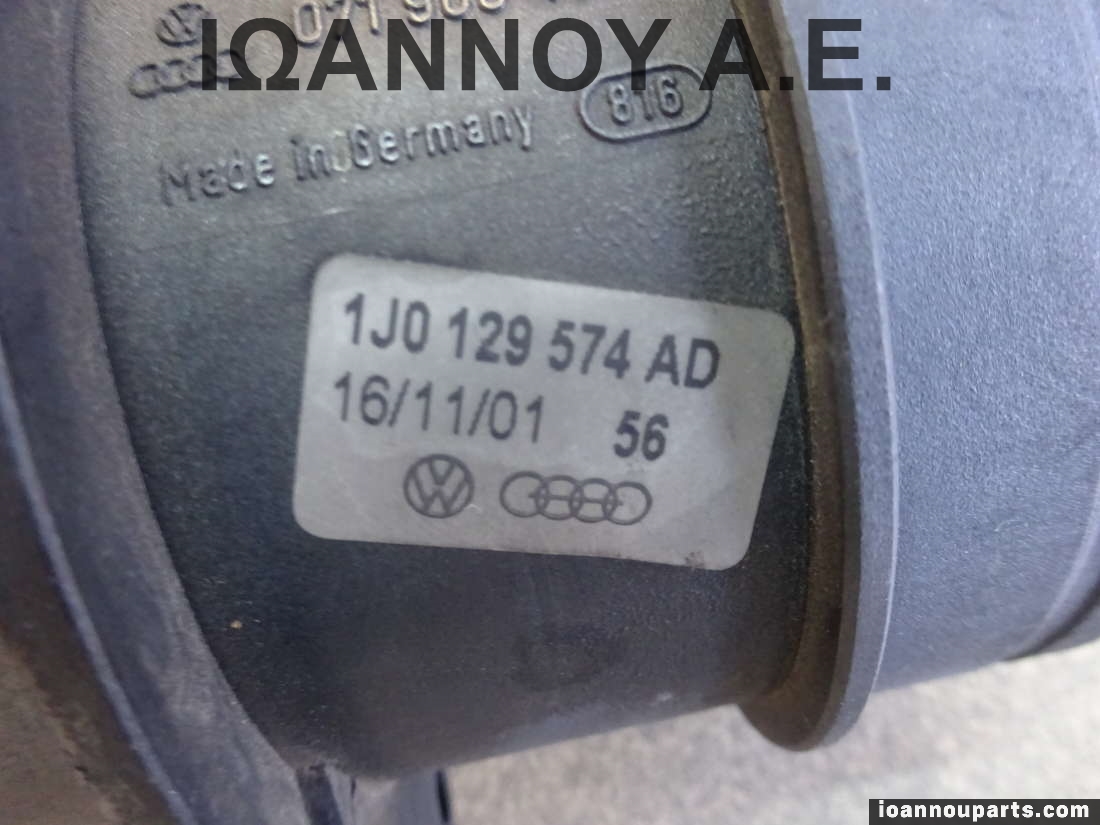 ΙΩΑΝΝΟΥ Α.Ε.
816
Made in Germany
1J0 129 574 AD
16/11/01 56
ioannouparts.com